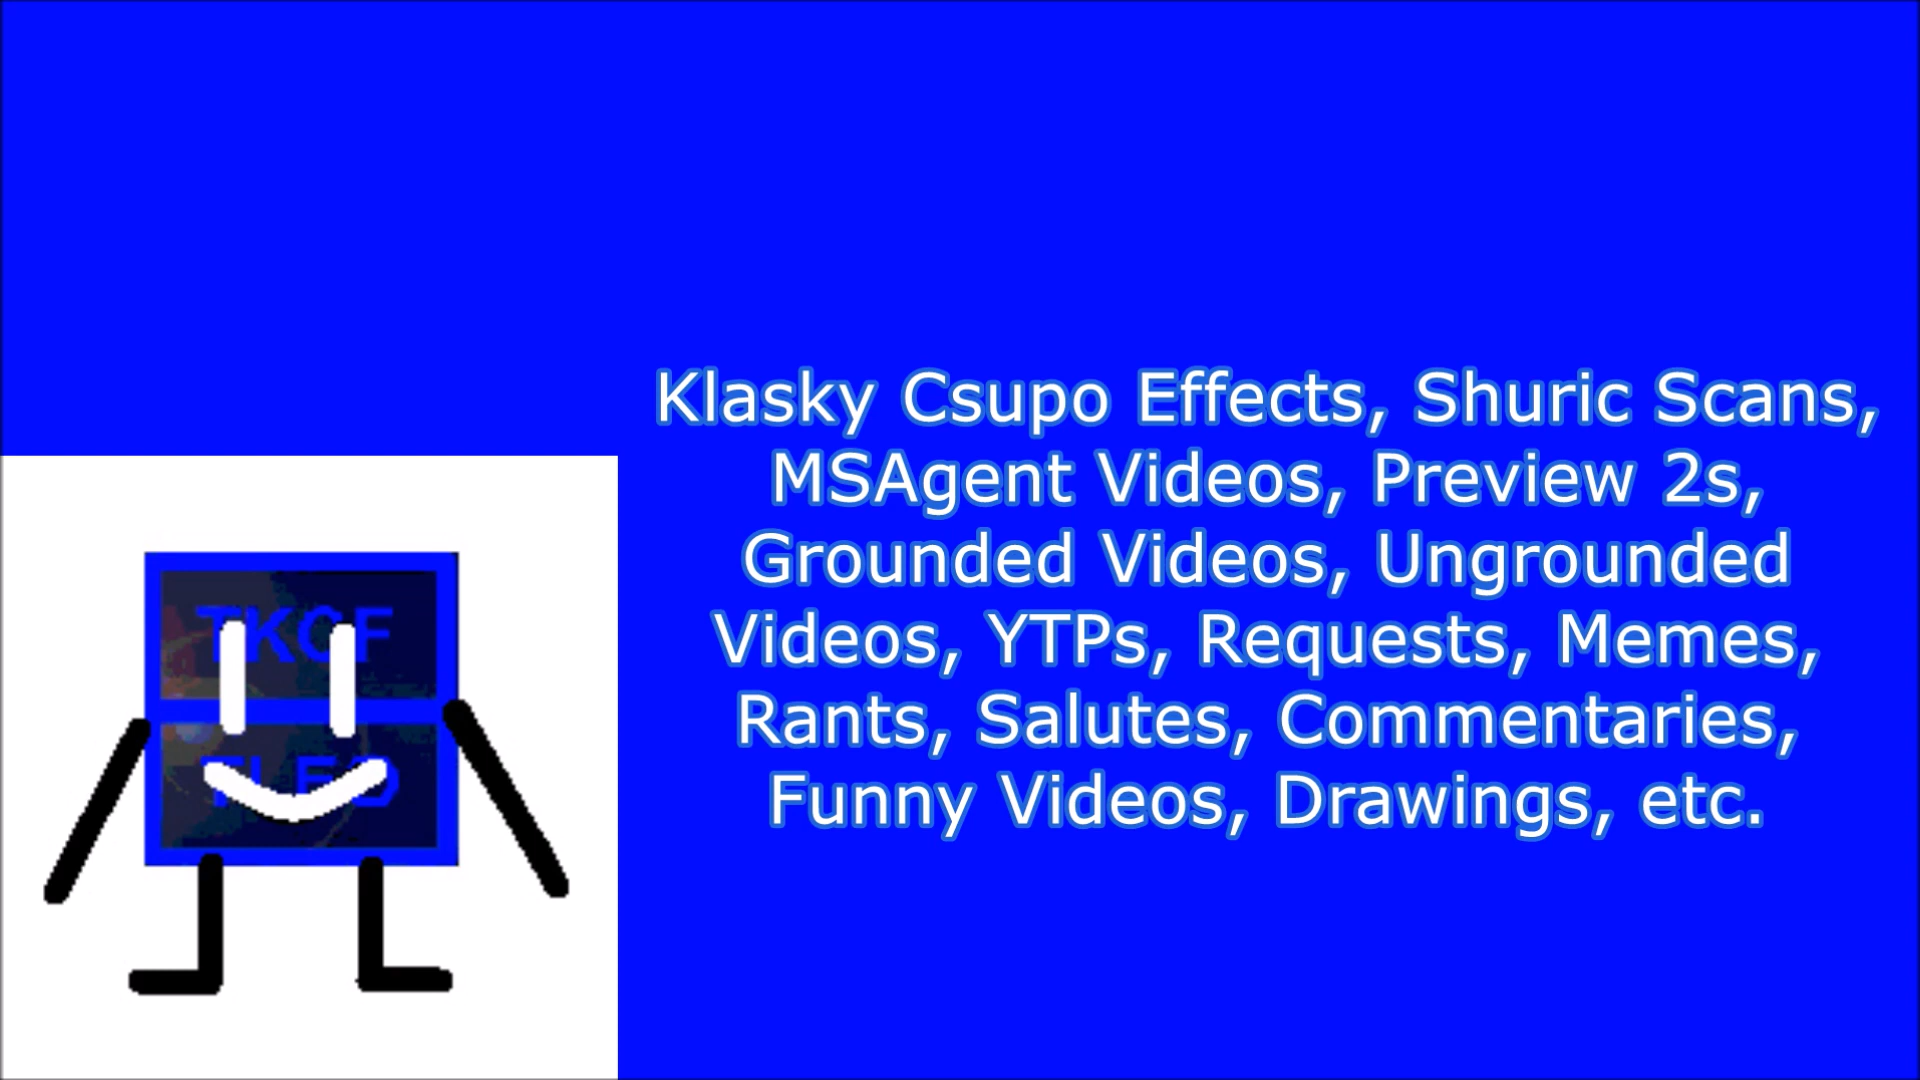 Klasky Csupo Effects, Shuric Scans,
MSAgent Videos, Preview 2s,
Grounded Videos, Ungrounded
Videos, YTPs, Requests, Memes,
Rants, Salutes, Commentaries,
Funny Videos, Drawings, etc.
TKCF